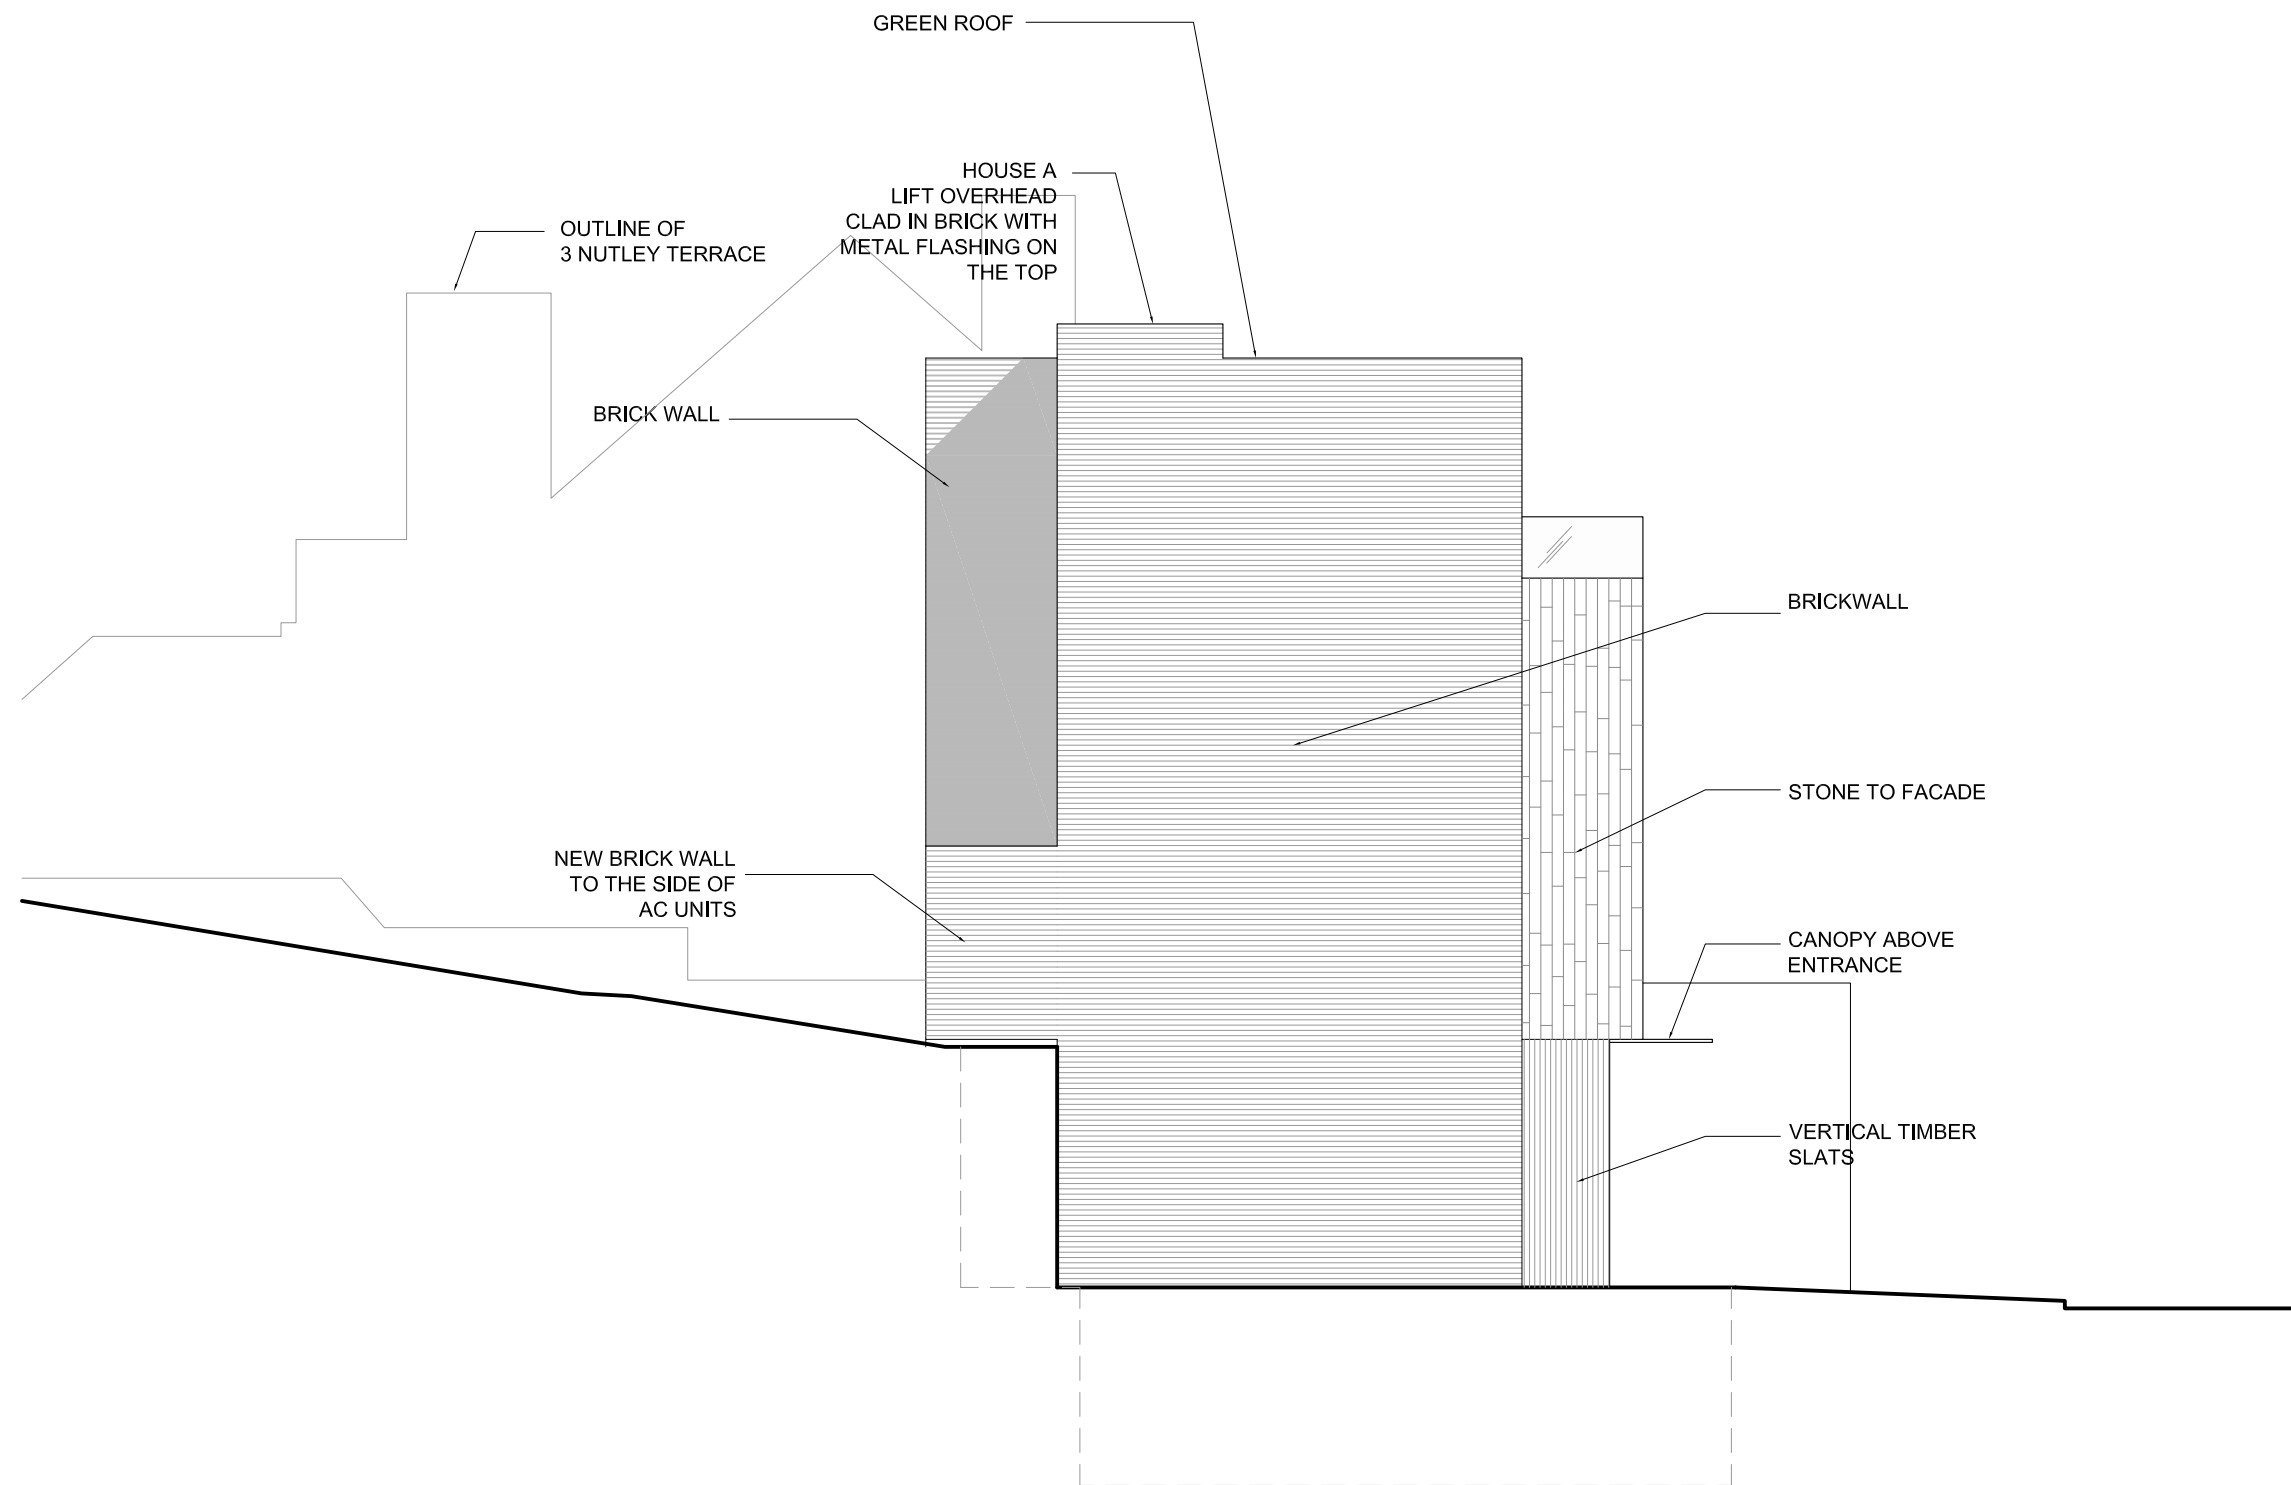 GREEN ROOF
HOUSE A
LIFT OVERHEAD
CLAD IN BRICK WITH
METAL FLASHING ON
THE TOP
OUTLINE OF
3 NUTLEY TERRACE
BRICK WALL
BRICKWALL
STONE TO FACADE
NEW BRICK WALL
TO THE SIDE OF
AC UNITS
CANOPY ABOVE
ENTRANCE
VERTICAL TIMBER
SLATS